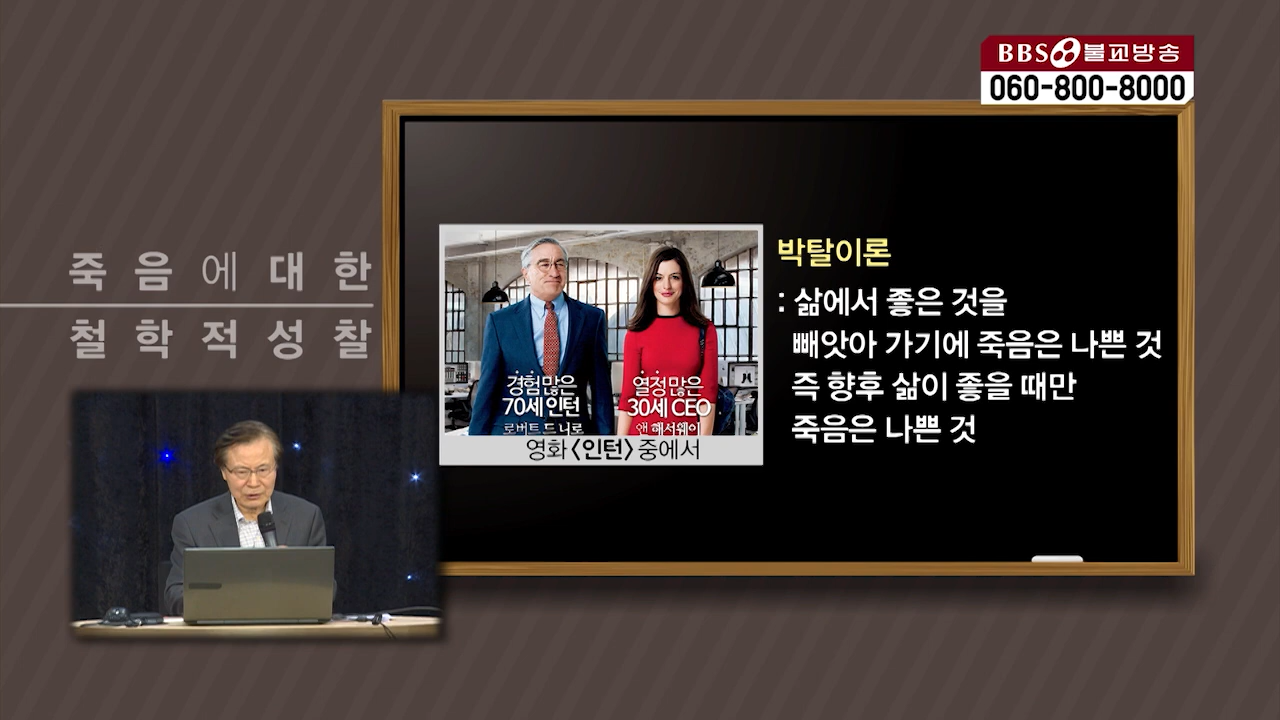 BBS 불교방송
060-800-8000
죽음에 대한
철학적성찰
경험 많은
70세 인턴
로버트 드 니로
열정 많은
30세 CEO
앤 해서웨이
영화 <인턴> 중에서
박탈이론
: 삶에서 좋은 것을
빼앗아 가기에 죽음은 나쁜 것
즉 향후 삶이 좋을 때만
죽음은 나쁜 것